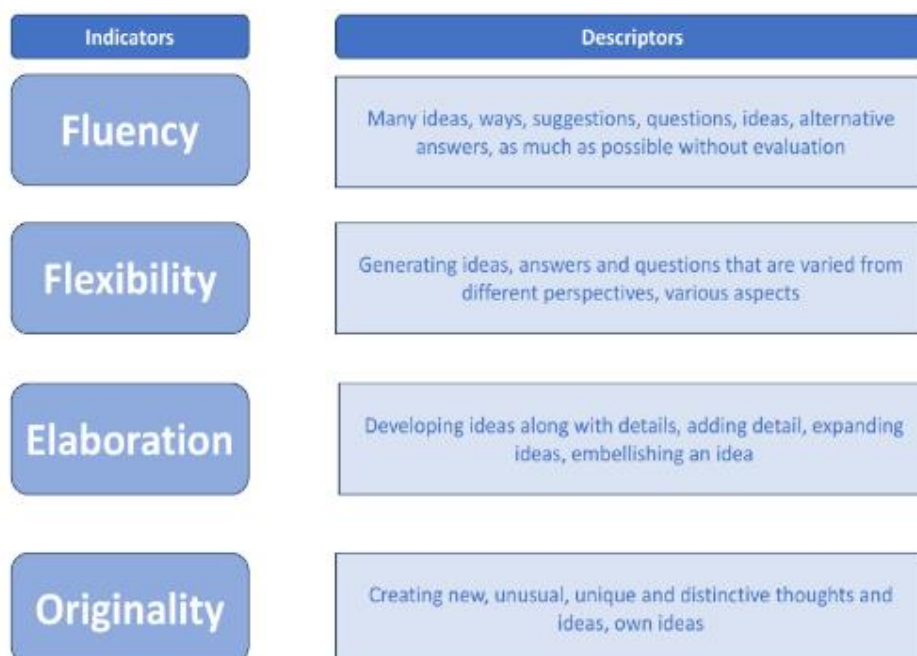 Indicators
Descriptors
Fluency
Many ideas, ways, suggestions, questions, ideas, alternative
answers, as much as possible without evaluation
Flexibility
Generating ideas, answers and questions that are varied from
different perspectives, various aspects
Elaboration
Developing ideas along with details, adding detail, expanding
ideas, embellishing an idea
Originality
Creating new, unusual, unique and distinctive thoughts and
ideas, own ideas